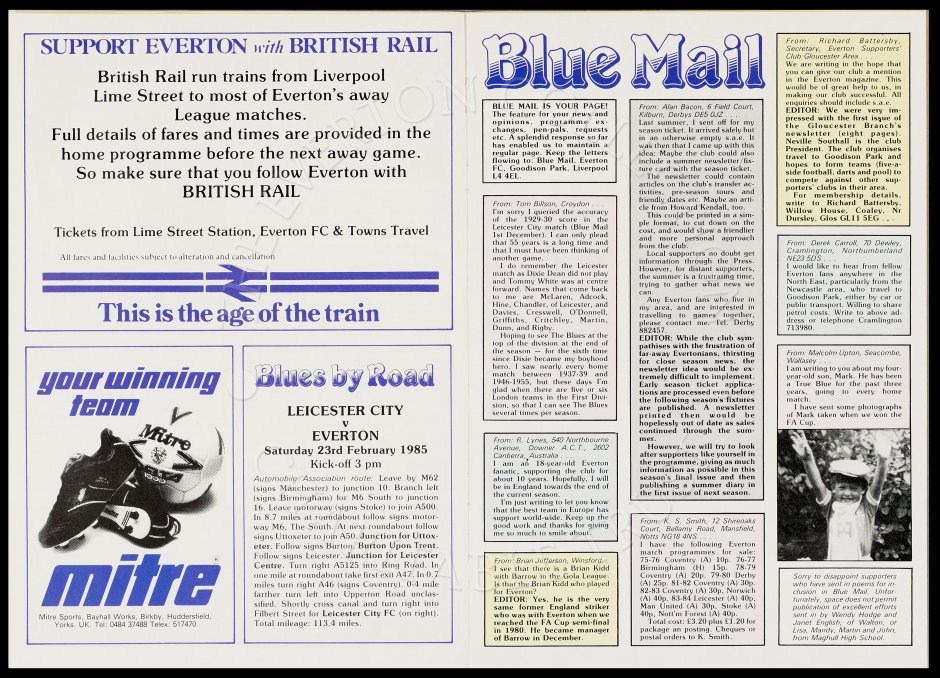 SUPPORT EVERTON with BRITISH RAIL
British Rail run trains from Liverpool
Lime Street to most of Everton's away
League matches.
Full details of fares and times are provided in the
home programme before the next away game.
So make sure that you follow Everton with
BRITISH RAIL
Tickets from Lime Street Station, Everton FC & Towns Travel
All fares and facilities subject to alteration and cancellation
This is the age of the train
your winning
team
Mitre
mitre
Mitre Sports, Bayhall Works, Birkby, Huddersfield,
Yorks. UK. Tel: 0484 37488 Telex: 517470
Blues by Road
LEICESTER CITY
v
EVERTON
Saturday 23rd February 1985
Kick-off 3 pm
Automobile Association route: Leave by M62
(signs Manchester) to junction 10. Branch left
(signs Birmingham) for M6 South to junction
16. Leave motorway (signs Stoke) to join A500.
In 8.7 miles at roundabout follow signs motor-
way M6, The South. At next roundabout follow
signs Uttoxeter to join A50. Junction for Uttox-
eter. Follow signs Burton, Burton Upon Trent.
Follow signs Leicester. Junction for Leicester
Centre. Turn right A5125 into Ring Road. In
one mile at roundabout take first exit A47. In 0.7
miles turn right A46 (signs Coventry). 0.4 mile
farther turn left into Upperton Road unclas-
sified. Shortly cross canal and turn right into
Filbert Street for Leicester City FC (on right).
Total mileage: 113.4 miles.
Blue Mail
BLUE MAIL IS YOUR PAGE!
The feature for your news and
opinions, programme ex-
changes, pen-pals, requests
etc. A splendid response so far
has enabled us to maintain a
regular page. Keep the letters
flowing to: Blue Mail, Everton
FC, Goodison Park, Liverpool
L4 4EL.
From: Tom Billson, Croydon . . .
I'm sorry I queried the accuracy
of the 1929-30 score in the
Leicester City match (Blue Mail
1st December). I can only plead
that 55 years is a long time and
that I must have been thinking of
another game.
I do remember the Leicester
match as Dixie Dean did not play
and Tommy White was at centre
forward. Names that come back
to me are McLaren, Adcock,
Hine, Chandler, of Leicester, and
Davies, Cresswell, O'Donnell,
Griffiths, Critchley, Martin,
Dunn, and Rigby.
Hoping to see The Blues at the
top of the division at the end of
the season — for the sixth time
since Dixie became my boyhood
hero. I saw nearly every home
match between 1937-39 and
1946-1955, but these days I'm
glad when there are five or six
London teams in the First Divi-
sion, so that I can see The Blues
several times per season.
From: R. Lynes, 540 Northbourne
Avenue, Downer A.C.T., 2602
Canberra, Australia . . .
I am an 18-year-old Everton
fanatic, supporting the club for
about 10 years. Hopefully, I will
be in England towards the end of
the current season.
I'm just writing to let you know
that the best team in Europe has
support world-wide. Keep up the
good work and thanks for giving
me so much to smile about.
From: Brian Jefferson, Winsford . . .
I see that there is a Brian Kidd
with Barrow in the Gola League.
Is that the Brian Kidd who played
for Everton?
EDITOR: Yes, he is the very
same former England striker
who was with Everton when we
reached the FA Cup semi-final
in 1980. He became manager
of Barrow in December.
From: Alan Bacon, 6 Field Court,
Kilburn, Derbys DE5 0JZ . . .
Last summer, I sent off for my
season ticket. It arrived safely but
in an otherwise empty s.a.e. It
was then that I came up with this
idea: Maybe the club could also
include a summer newsletter/fix-
ture card with the season ticket.
The newsletter could contain
articles on the club's transfer act-
ivities, pre-season tours and
friendly dates etc. Maybe an arti-
cle from Howard Kendall, too.
This could be printed in a sim-
ple format, to cut down on the
cost, and would show a friendlier
and more personal approach
from the club.
Local supporters no doubt get
information through the Press.
However, for distant supporters,
the summer is a frustrating time,
trying to gather what news we
can.
Any Everton fans who live in
my area, and are interested in
travelling to games together,
please contact me. Tel. Derby
882457.
EDITOR: While the club sym-
pathises with the frustration of
far-away Evertonians, thirsting
for close season news, the
newsletter idea would be ex-
tremely difficult to implement.
Early season ticket applica-
tions are processed even before
the following season's fixtures
are published. A newsletter
printed then would be
hopelessly out of date as sales
continued through the sum-
mer.
However, we will try to look
after supporters like yourself in
the programme, giving as much
information as possible in this
season's final issue and then
publishing a summer diary in
the first issue of next season.
From: K. S. Smith, 12 Shireoaks
Court, Bellamy Road, Mansfield,
Notts NG18 4NS . . .
I have the following Everton
match programmes for sale:
75-76 Coventry (A) 10p. 76-77
Birmingham (H) 15p. 78-79
Coventry (A) 20p. 79-80 Derby
(A) 25p. 81-82 Coventry (A) 30p.
82-83 Coventry (A) 30p, Norwich
(A) 40p. 83-84 Leicester (A) 40p,
Man United (A) 30p, Stoke (A)
40p, Nott'm Forest (A) 40p.
Total cost: £3.20 plus £1.20 for
package an posting. Cheques or
postal orders to K. Smith.
From: Richard Battersby,
Secretary, Everton Supporters'
Club Gloucester Area . . .
We are writing in the hope that
you can give our club a mention
in the Everton magazine. This
would be of great help to us, in
making our club successful. All
enquiries should include s.a.e.
EDITOR: We were very im-
pressed with the first issue of
the Gloucester Branch's
newsletter (eight pages).
Neville Southall is the club
President. The club organises
travel to Goodison Park and
hopes to form teams (five-a-
side football, darts and pool) to
compete against other sup-
porters' clubs in their area.
For membership details,
write to Richard Battersby,
Willow House, Coaley, Nr
Dursley, Glos GL11 5EG . . .
From: Derek Carroll, 70 Dewley,
Cramlington, Northumberland
NE23 5DS . . .
I would like to hear from fellow
Everton fans anywhere in the
North East, particularly from the
Newcastle area, who travel to
Goodison Park, either by car or
public transport. Willing to share
petrol costs. Write to above ad-
dress or telephone Cramlington
713980.
From: Malcolm Upton, Seacombe,
Wallasey . . .
I am writing to you about my four-
year-old son, Mark. He has been
a True Blue for the past three
years, going to every home
match.
I have sent some photographs
of Mark taken when we won the
FA Cup.
Sorry to disappoint supporters
who have sent in poems for in-
clusion in Blue Mail. Unfor-
tunately, space does not permit
publication of excellent efforts
sent in by Wendy Hodge and
Janet English, of Walton, or
Lisa, Mandy, Martin and John,
from Maghull High School.